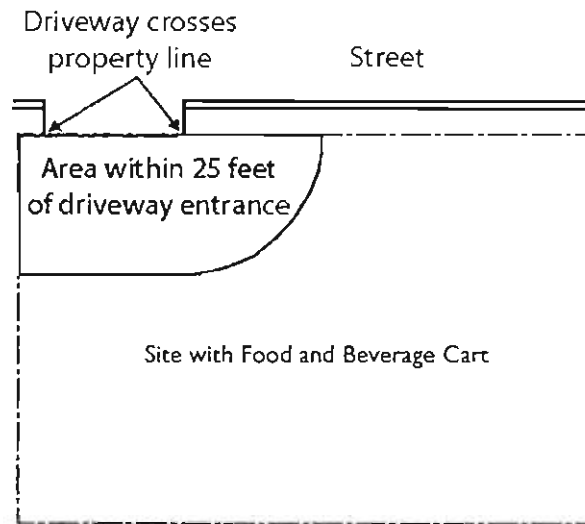 Driveway crosses
property line
Street
Area within 25 feet
of driveway entrance
Site with Food and Beverage Cart